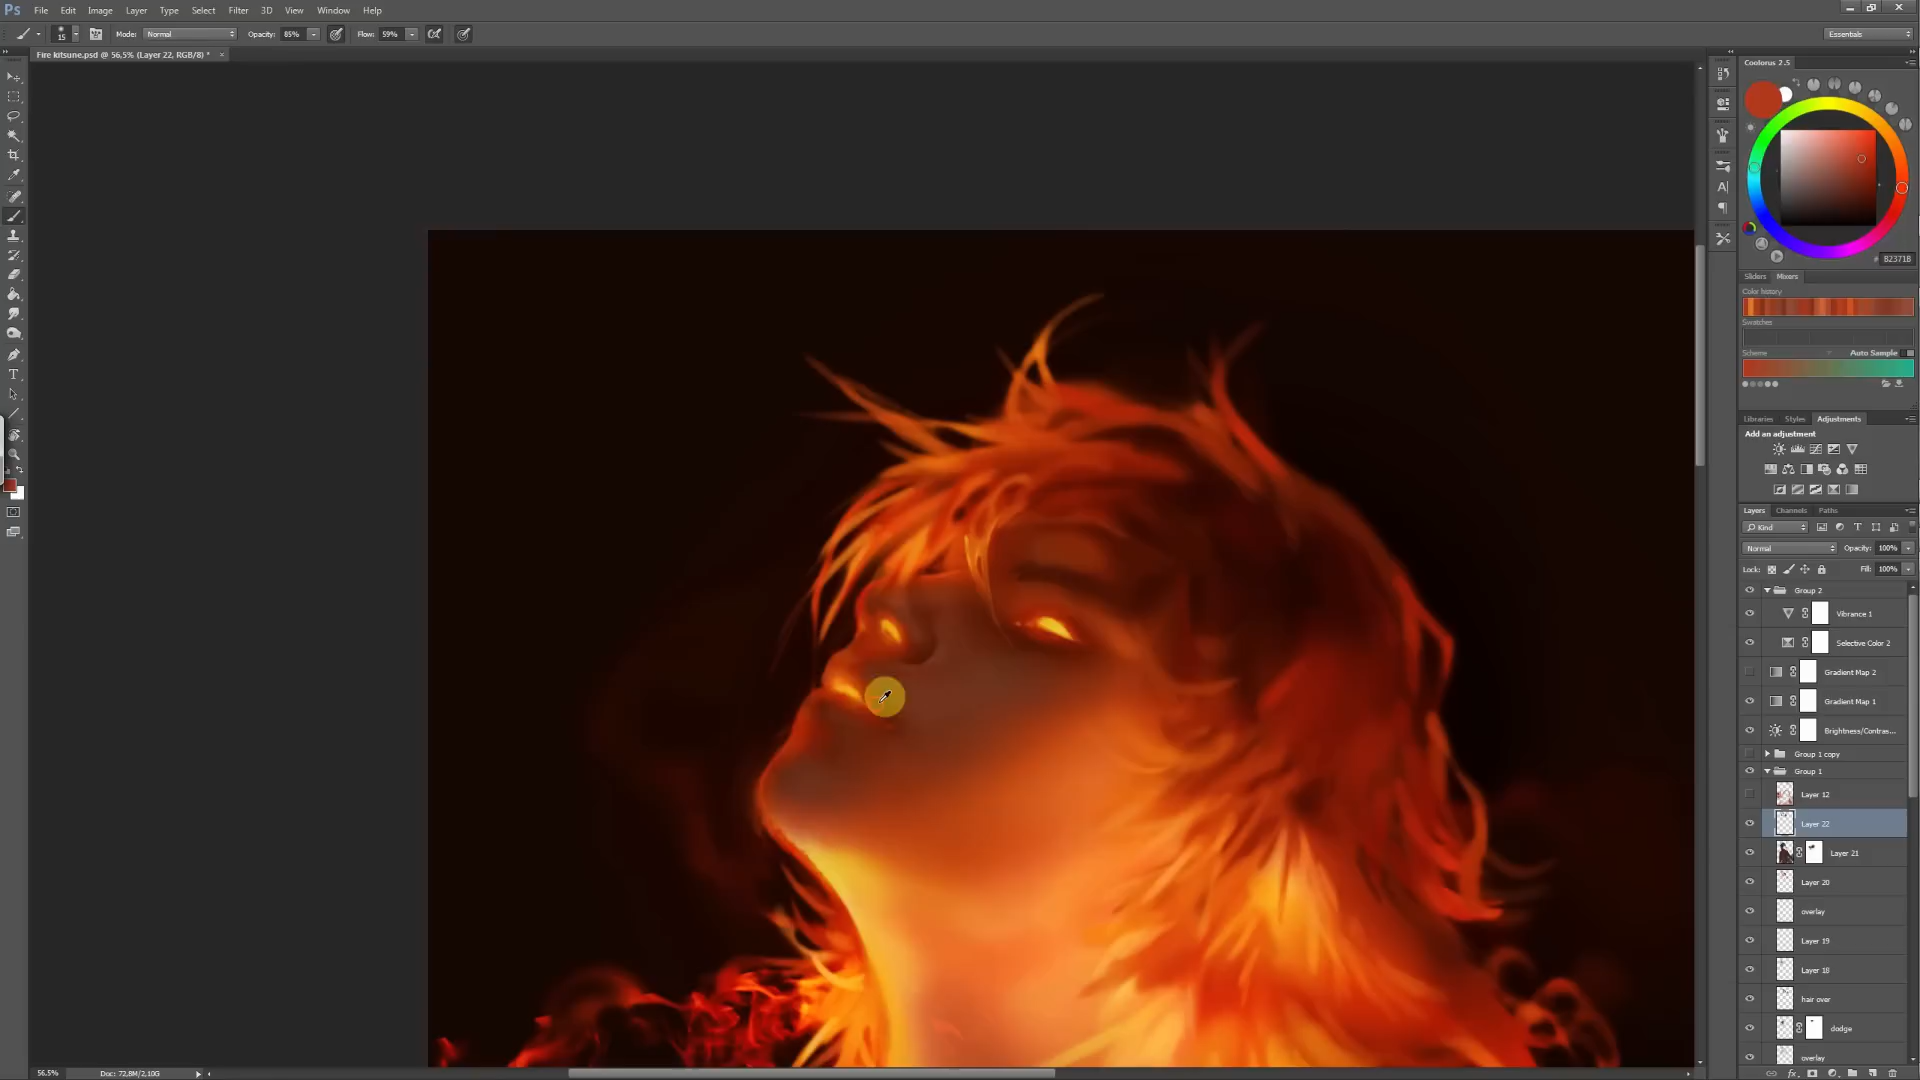 Ps File Edit Image Layer Type Select Filter 3D View Window Help
15 Mode: Normal Opacity: 85% Flow: 59% Essentials
Fire kitsune.psd @ 56,5% (Layer 22, RGB/8) *
Coolorus 2.5
B2371B
Sliders Mixers
Color history
Swatches
Scheme Auto Sample
Libraries Styles Adjustments
Add an adjustment
Layers Channels Paths
Kind
Normal Opacity: 100%
Lock: Fill: 100%
Group 2
Vibrance 1
Selective Color 2
Gradient Map 2
Gradient Map 1
Brightness/Contras...
Group 1 copy
Group 1
Layer 12
Layer 22
Layer 21
Layer 20
overlay
Layer 19
Layer 18
hair over
dodge
overlay
56,5% Doc: 72,8M/2,10G